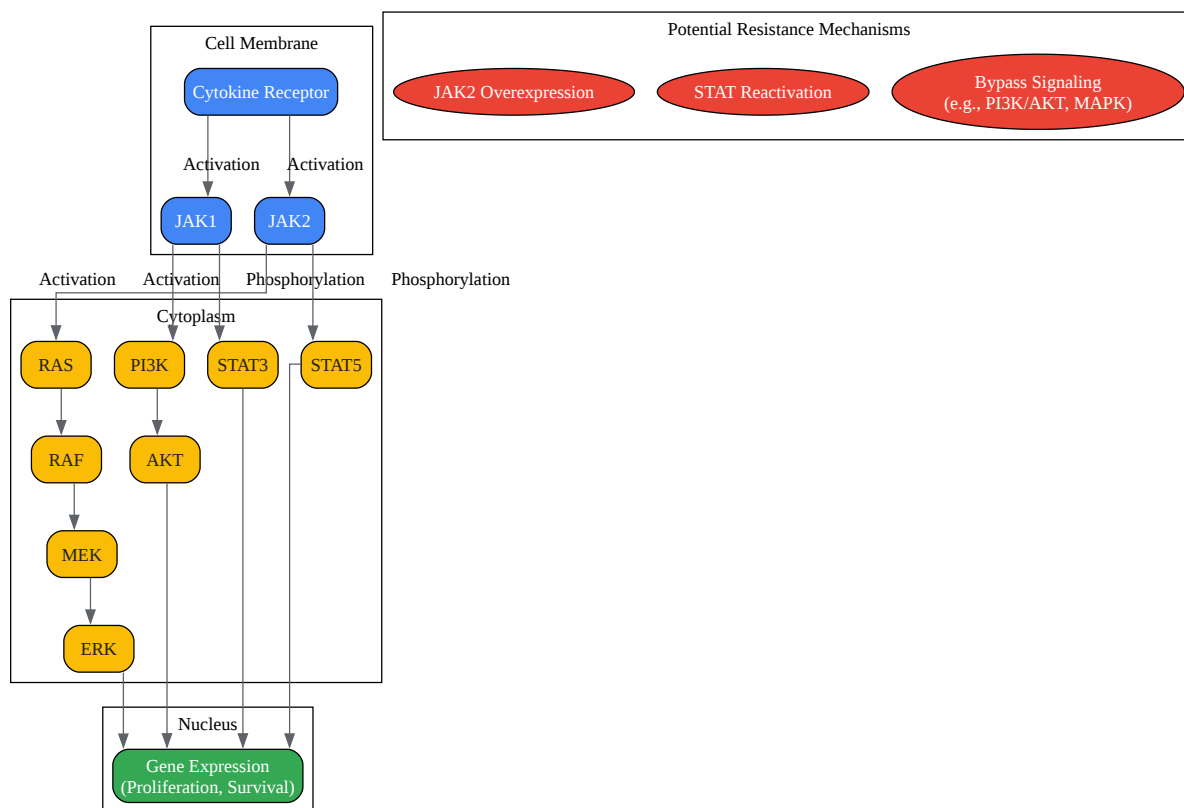 Cell Membrane
Potential Resistance Mechanisms
Cytokine Receptor
JAK2 Overexpression
STAT Reactivation
Bypass Signaling
(e.g., PI3K/AKT, MAPK)
Activation
Activation
JAK1
JAK2
Activation
Activation
Phosphorylation
Phosphorylation
Cytoplasm
RAS
PI3K
STAT3
STAT5
RAF
AKT
MEK
ERK
Nucleus
Gene Expression
(Proliferation, Survival)